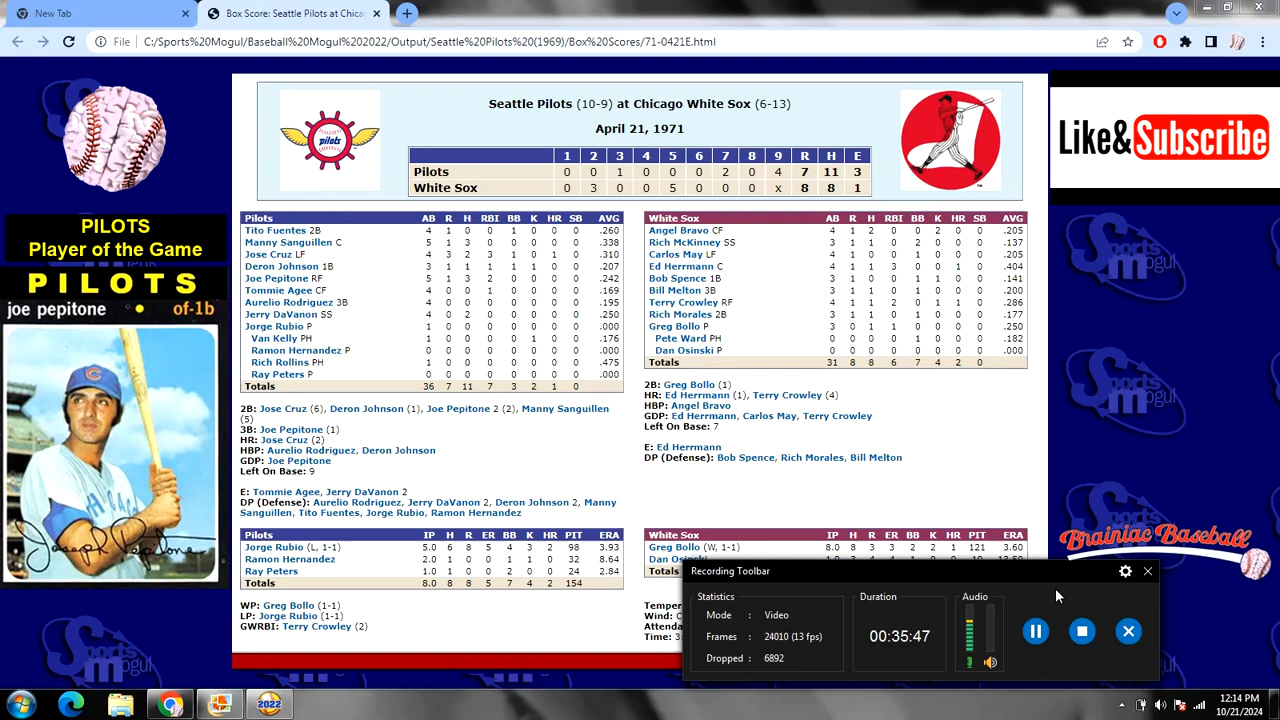 New Tab
Box Score: Seattle Pilots at Chica
File
C:/Sports%20Mogul/Baseball%20Mogul%202022/Output/Seattle%20Pilots%20(1969)/Box%20Scores/71-0421E.html
Seattle Pilots (10-9) at Chicago White Sox (6-13)
April 21, 1971
pilots
1 2 3 4 5 6 7 8 9 R H E
Pilots 0 0 1 0 0 0 2 0 4 7 11 3
White Sox 0 3 0 0 5 0 0 0 x 8 8 1
Like& Subscribe
PILOTS
Player of the Game
PILOTS
joe pepitone • of-1b
Joseph Pepitone
Pilots AB R H RBI BB K HR SB AVG
Tito Fuentes 2B 4 1 0 0 1 0 0 0 .260
Manny Sanguillen C 5 1 3 0 0 0 0 0 .338
Jose Cruz LF 4 3 2 3 1 0 1 0 .310
Deron Johnson 1B 3 1 1 1 1 1 0 0 .207
Joe Pepitone RF 5 1 3 2 0 0 0 0 .242
Tommie Agee CF 4 0 0 1 0 0 0 0 .169
Aurelio Rodriguez 3B 4 0 0 0 0 0 0 0 .195
Jerry DaVanon SS 4 0 2 0 0 0 0 0 .250
Jorge Rubio P 1 0 0 0 0 0 0 0 .000
Van Kelly PH 1 0 0 0 0 1 0 0 .176
Ramon Hernandez P 0 0 0 0 0 0 0 0 .000
Rich Rollins PH 1 0 0 0 0 0 0 0 .475
Ray Peters P 0 0 0 0 0 0 0 0 .000
Totals 36 7 11 7 3 2 1 0
2B: Jose Cruz (6), Deron Johnson (1), Joe Pepitone 2 (2), Manny Sanguillen
(5)
3B: Joe Pepitone (1)
HR: Jose Cruz (2)
HBP: Aurelio Rodriguez, Deron Johnson
GDP: Joe Pepitone
Left On Base: 9
E: Tommie Agee, Jerry DaVanon 2
DP (Defense): Aurelio Rodriguez, Jerry DaVanon 2, Deron Johnson 2, Manny
Sanguillen, Tito Fuentes, Jorge Rubio, Ramon Hernandez
White Sox AB R H RBI BB K HR SB AVG
Angel Bravo CF 4 1 2 0 0 2 0 0 .205
Rich McKinney SS 3 1 0 0 2 0 0 0 .137
Carlos May LF 4 1 1 0 1 0 0 0 .205
Ed Herrmann C 4 1 1 3 0 0 1 0 .404
Bob Spence 1B 3 1 0 0 1 1 0 0 .141
Bill Melton 3B 3 1 1 0 1 0 0 0 .200
Terry Crowley RF 4 1 1 2 0 1 1 0 .286
Rich Morales 2B 3 1 1 0 1 0 0 0 .177
Greg Bollo P 3 0 1 1 0 0 0 0 .250
Pete Ward PH 0 0 0 0 1 0 0 0 .182
Dan Osinski P 0 0 0 0 0 0 0 0 .000
Totals 31 8 8 6 7 4 2 0
2B: Greg Bollo (1)
HR: Ed Herrmann (1), Terry Crowley (4)
HBP: Angel Bravo
GDP: Ed Herrmann, Carlos May, Terry Crowley
Left On Base: 7
E: Ed Herrmann
DP (Defense): Bob Spence, Rich Morales, Bill Melton
Pilots IP H R ER BB K HR PIT ERA
Jorge Rubio (L, 1-1) 5.0 6 8 5 4 3 2 98 3.93
Ramon Hernandez 2.0 1 0 0 1 1 0 32 8.64
Ray Peters 1.0 1 0 0 2 0 0 24 2.84
Totals 8.0 8 8 5 7 4 2 154
WP: Greg Bollo (1-1)
LP: Jorge Rubio (1-1)
GWRBI: Terry Crowley (2)
White Sox IP H R ER BB K HR PIT ERA
Greg Bollo (W, 1-1) 8.0 8 3 3 2 2 1 121 3.60
Dan Osinski
Tota
Temper
Wind: C
Attenda
Time: 3
Recording Toolbar
Statistics
Mode : Video
Frames : 24010 (13 fps)
Dropped : 6892
Duration
00:35:47
Audio
Sports Mogul
Brainiac Baseball
2022
12:14 PM
10/21/2024